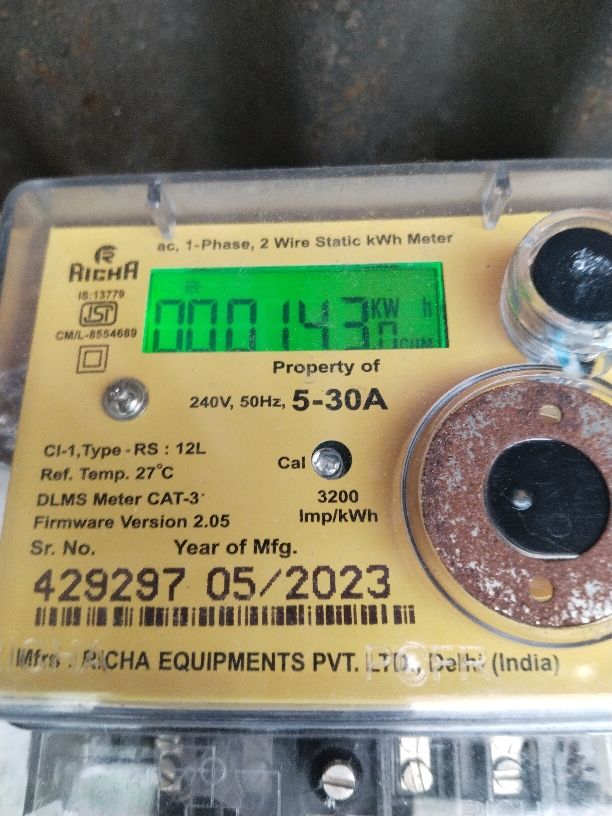 ac, 1-Phase, 2 Wire Static kWh Meter
RICHA
IS:13779
ISI
CM/L-8554689
000143 KW h
CUM
Property of
240V, 50Hz, 5-30A
Cl-1,Type - RS : 12L
Ref. Temp. 27°C
Cal
DLMS Meter CAT-3
3200
Imp/kWh
Firmware Version 2.05
Sr. No. Year of Mfg.
429297 05/2023
Mfrs : RICHA EQUIPMENTS PVT. LTD., Delhi (India)